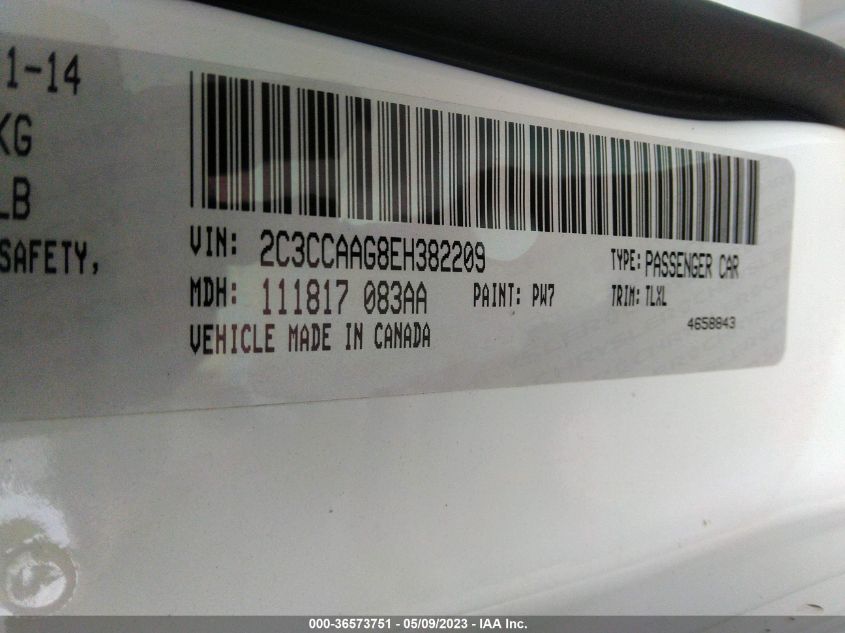 1-14
KG
LB
SAFETY,
VIN: 2C3CCAAG8EH382209 TYPE: PASSENGER CAR
MDH: 111817 083AA PAINT: PW7 TRIM: TLXL
VEHICLE MADE IN CANADA 4658843
000-36573751 - 05/09/2023 - IAA Inc.